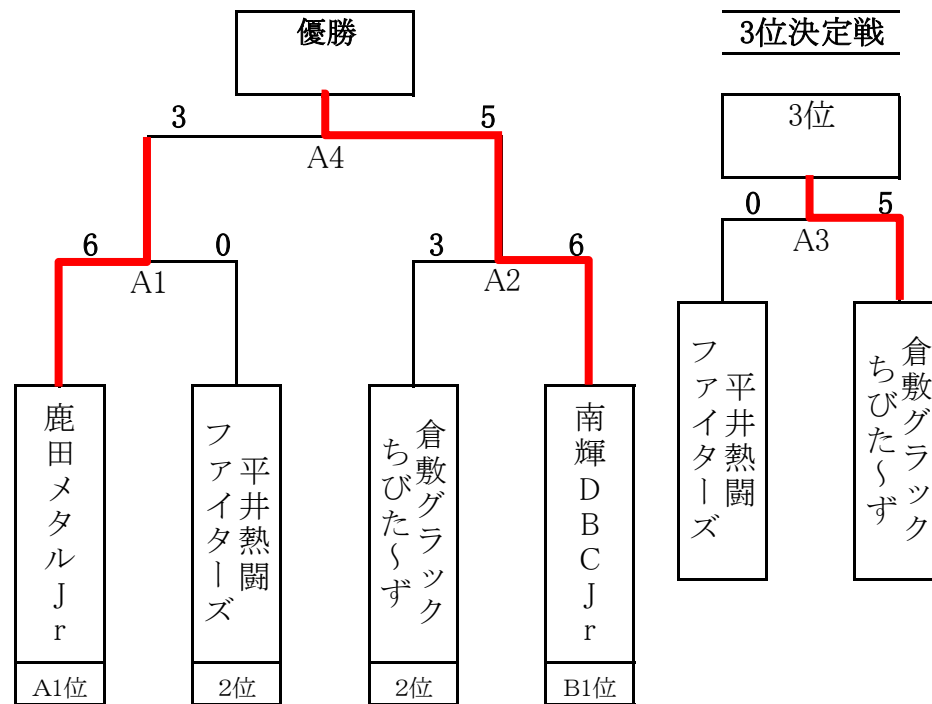 優勝
3位決定戦
3位
3
5
A4
0
5
A3
6
0
A1
3
6
A2
鹿田メタルJr
平井熱闘
ファイターズ
倉敷グラック
ちびた~ず
南輝DBCJr
平井熱闘
ファイターズ
倉敷グラック
ちびた~ず
A1位
2位
2位
B1位